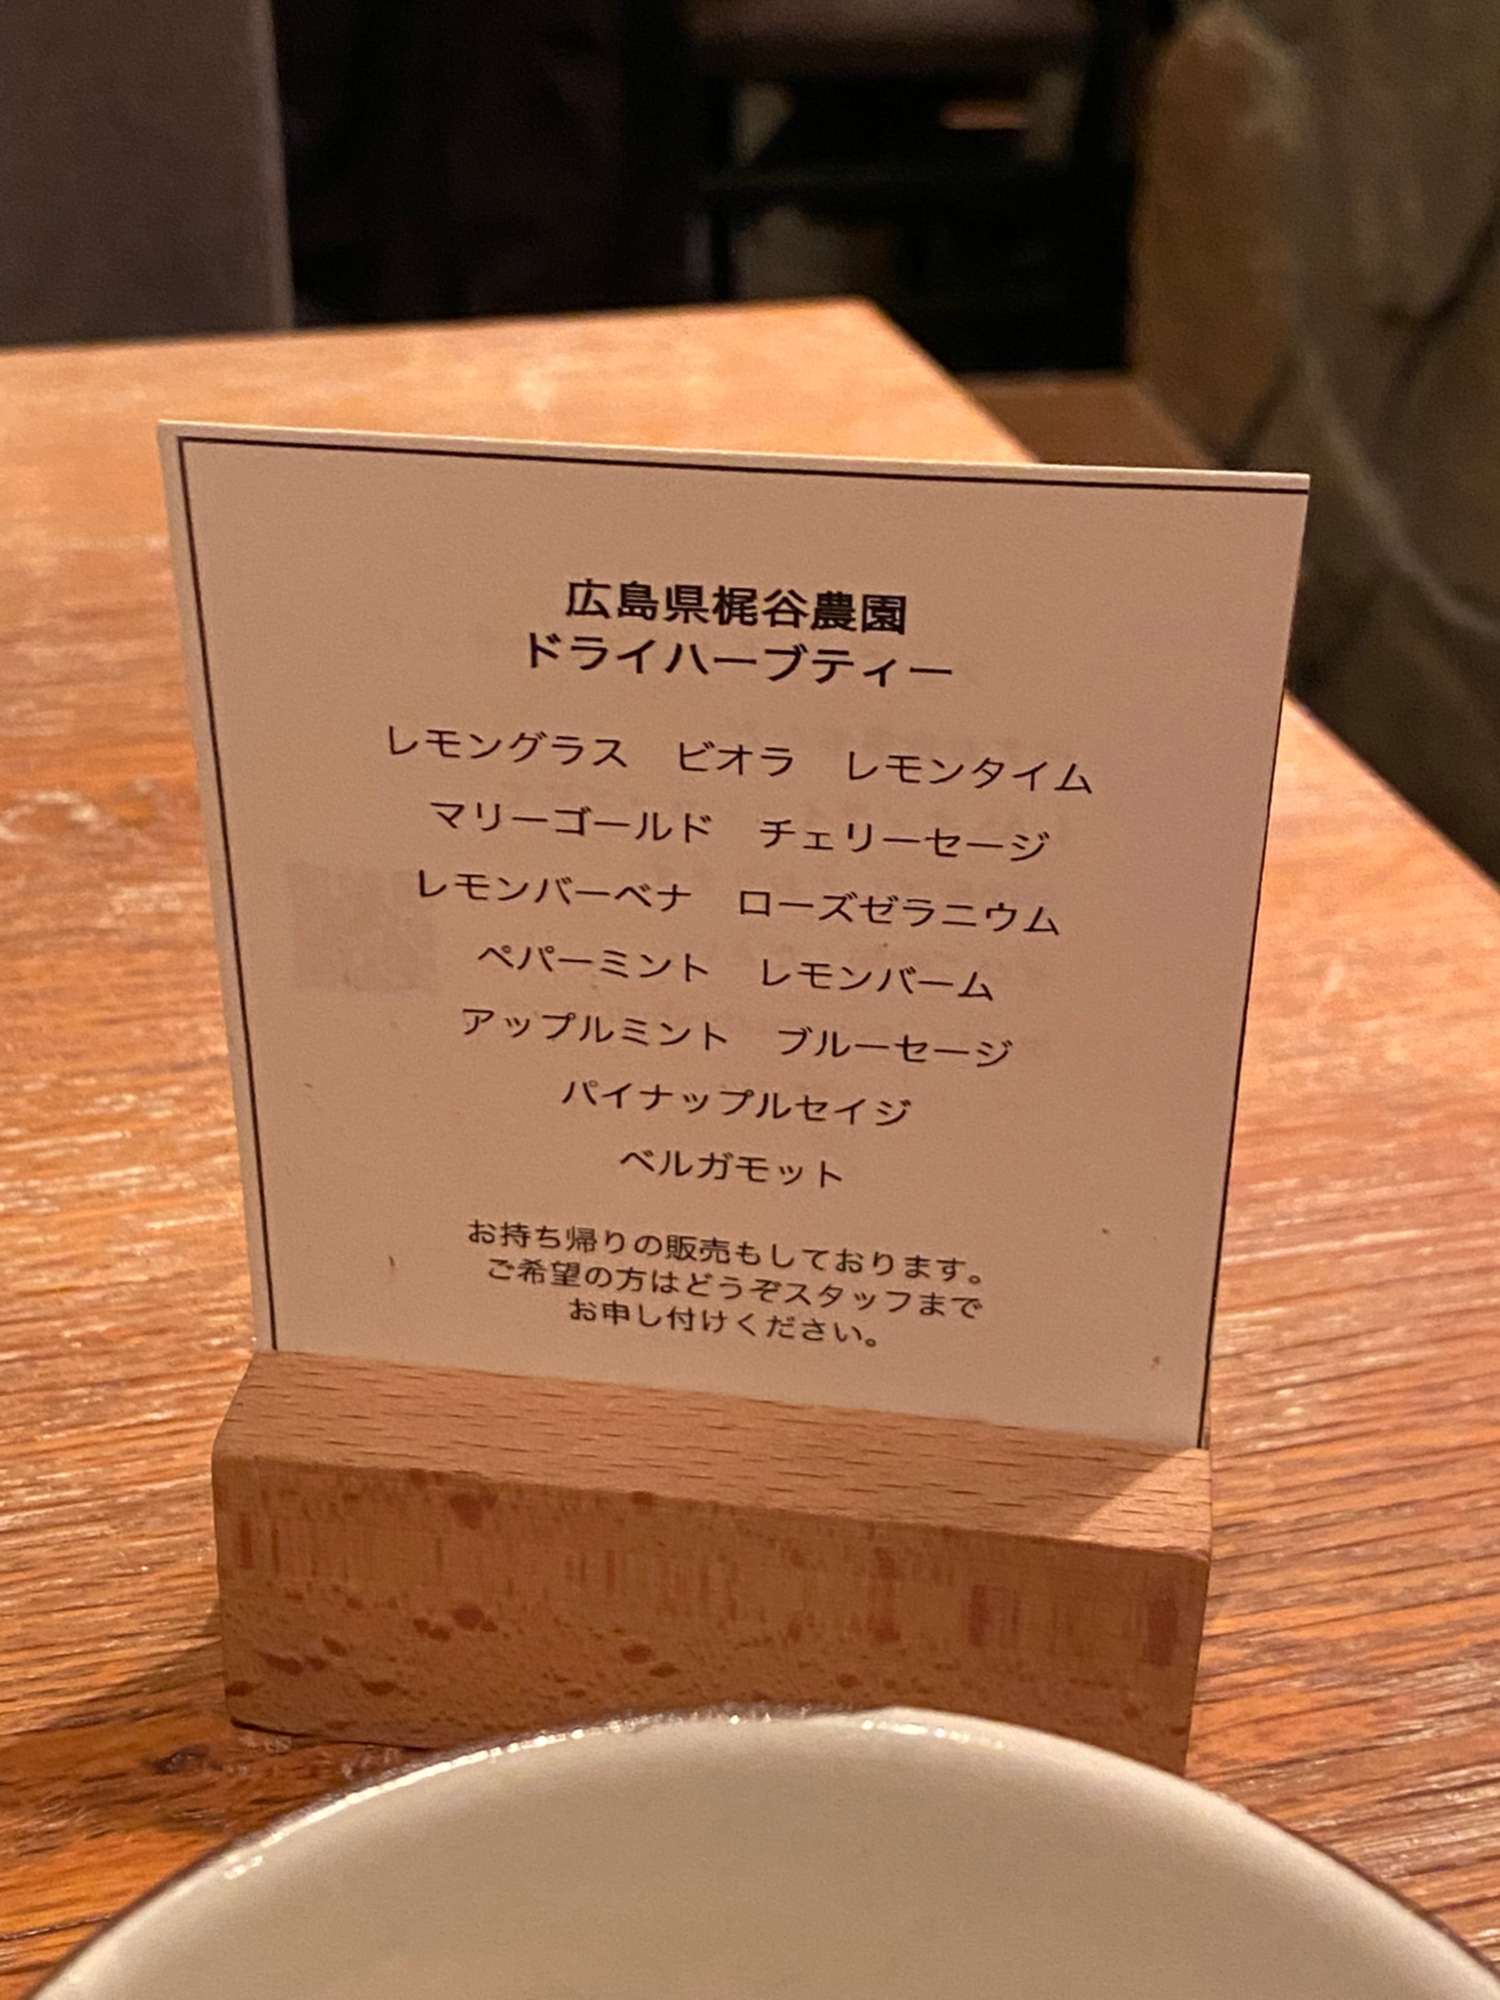 広島県梶谷農園
ドライハーブティー
レモングラス　ビオラ　レモンタイム
マリーゴールド　チェリーセージ
レモンバーベナ　ローズゼラニウム
ペパーミント　レモンバーム
アップルミント　ブルーセージ
パイナップルセイジ
ベルガモット
お持ち帰りの販売もしております。
ご希望の方はどうぞスタッフまで
お申し付けください。